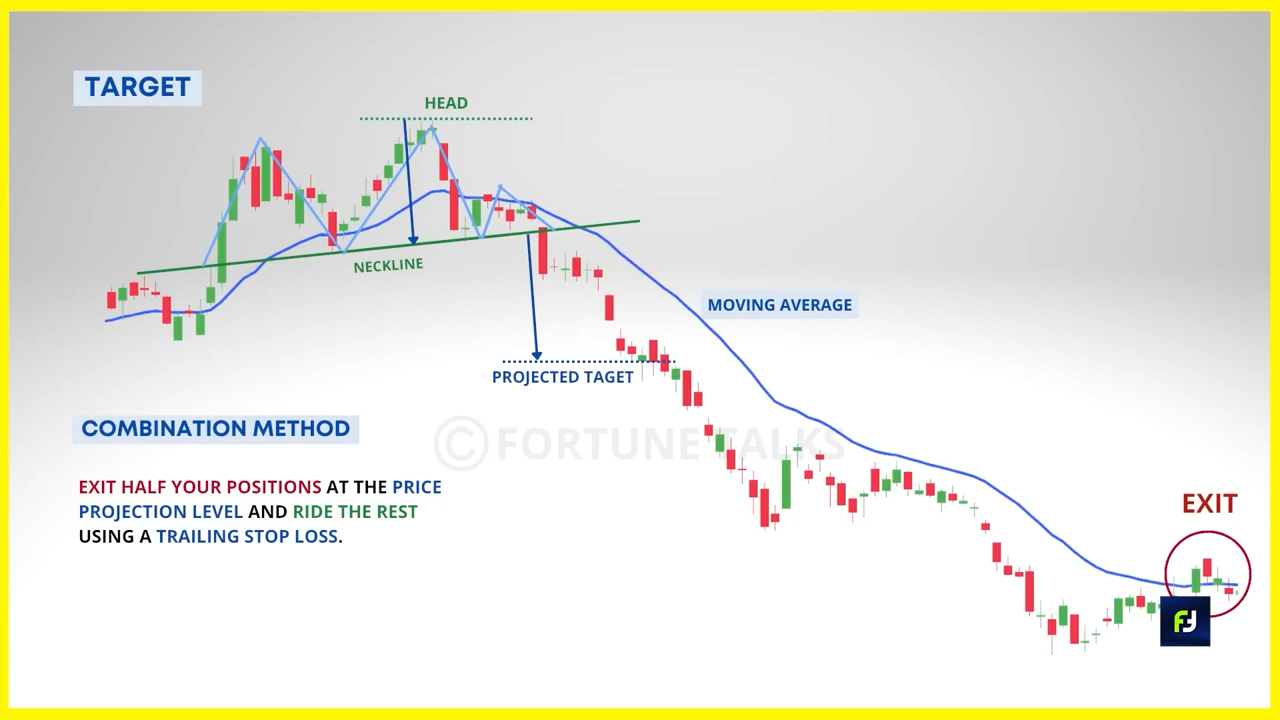 TARGET
HEAD
NECKLINE
MOVING AVERAGE
PROJECTED TAGET
COMBINATION METHOD
© FORTUNE TALKS
EXIT HALF YOUR POSITIONS AT THE PRICE
PROJECTION LEVEL AND RIDE THE REST
USING A TRAILING STOP LOSS.
EXIT